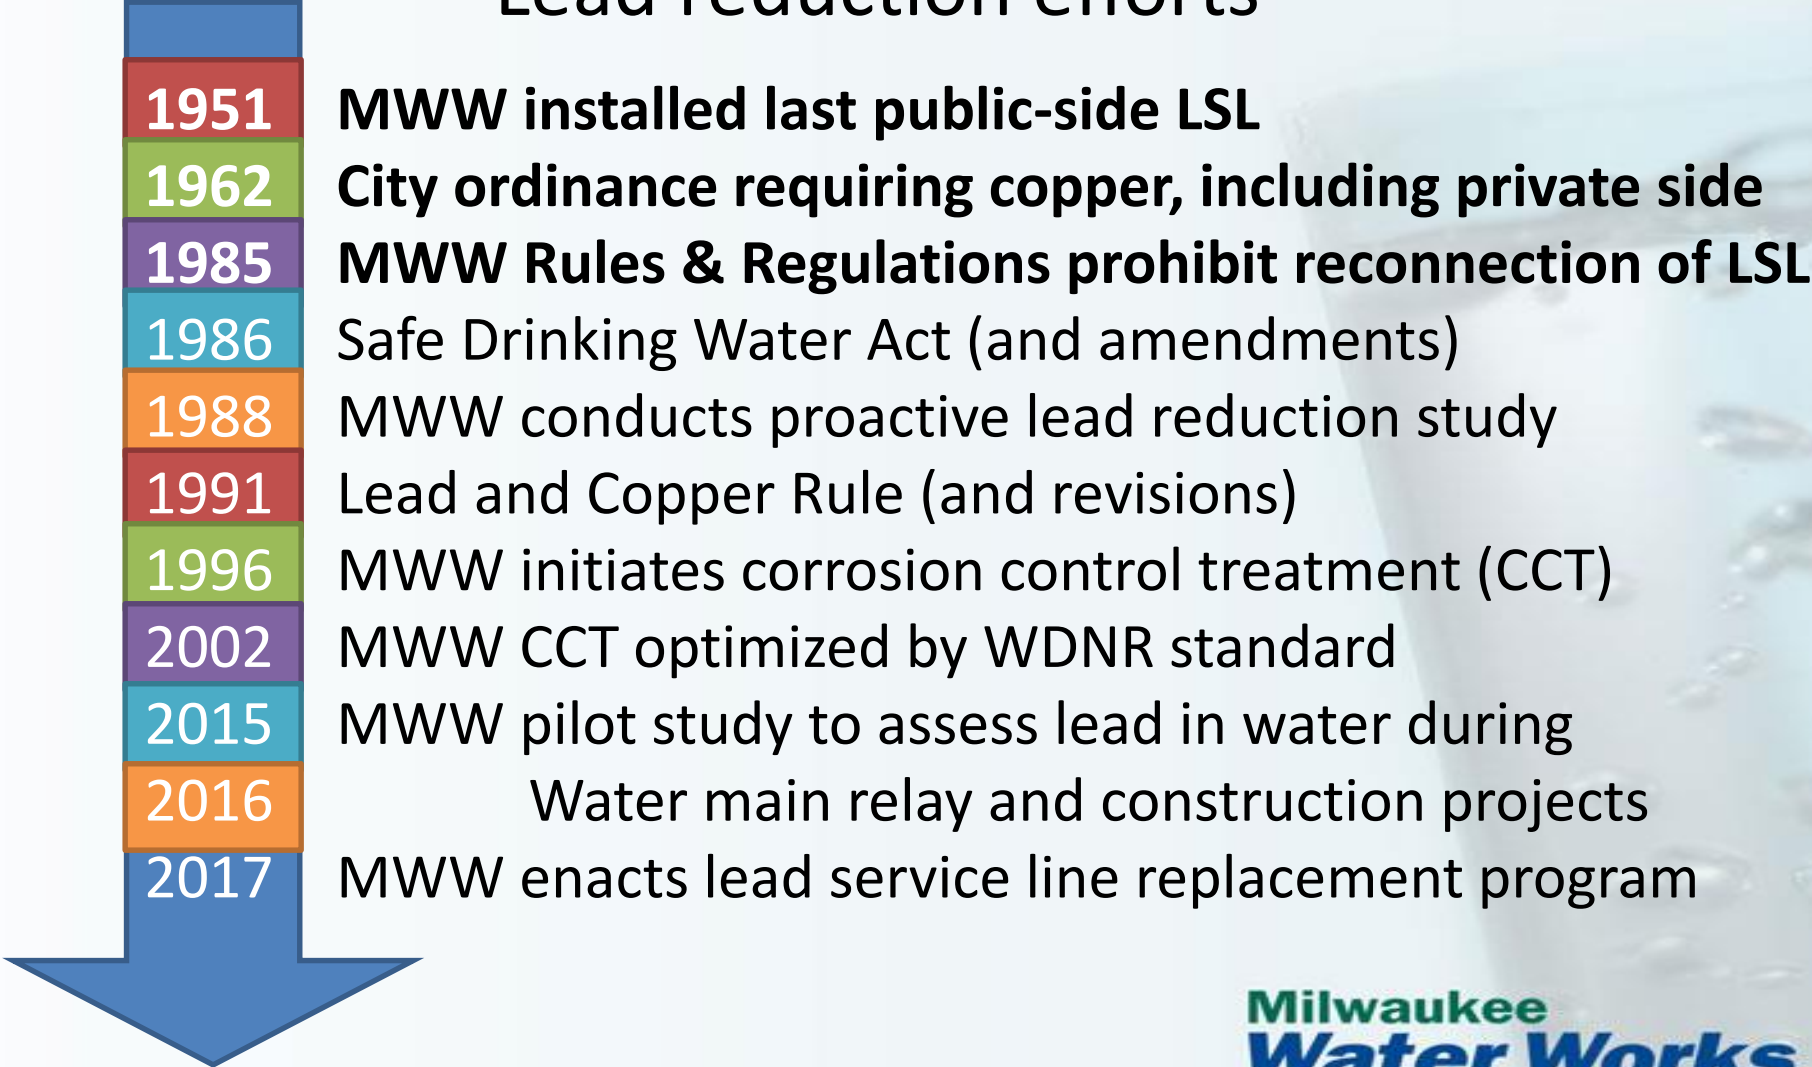 Lead reduction efforts
1951 MWW installed last public-side LSL
1962 City ordinance requiring copper, including private side
1985 MWW Rules & Regulations prohibit reconnection of LSL
1986 Safe Drinking Water Act (and amendments)
1988 MWW conducts proactive lead reduction study
1991 Lead and Copper Rule (and revisions)
1996 MWW initiates corrosion control treatment (CCT)
2002 MWW CCT optimized by WDNR standard
2015 MWW pilot study to assess lead in water during
2016 Water main relay and construction projects
2017 MWW enacts lead service line replacement program
Milwaukee
Water Works